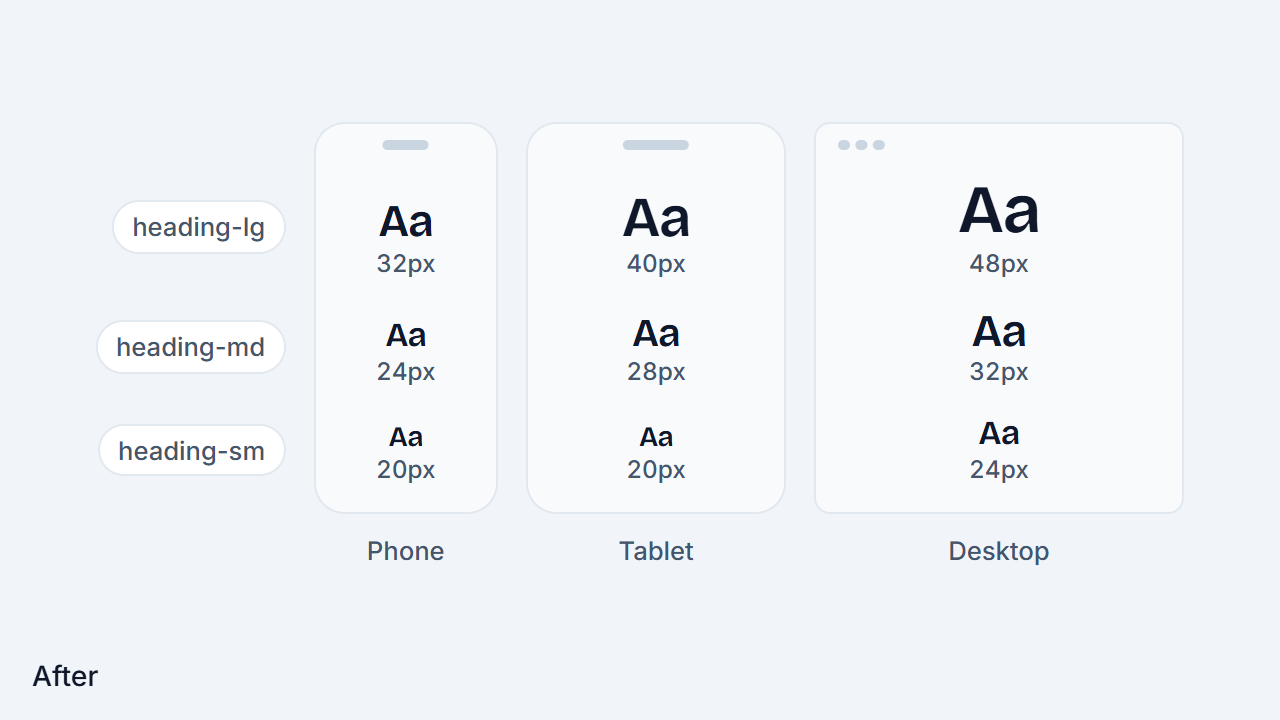 heading-lg
Aa
32px
Aa
40px
Aa
48px
heading-md
Aa
24px
Aa
28px
Aa
32px
heading-sm
Aa
20px
Aa
20px
Aa
24px
Phone
Tablet
Desktop
After